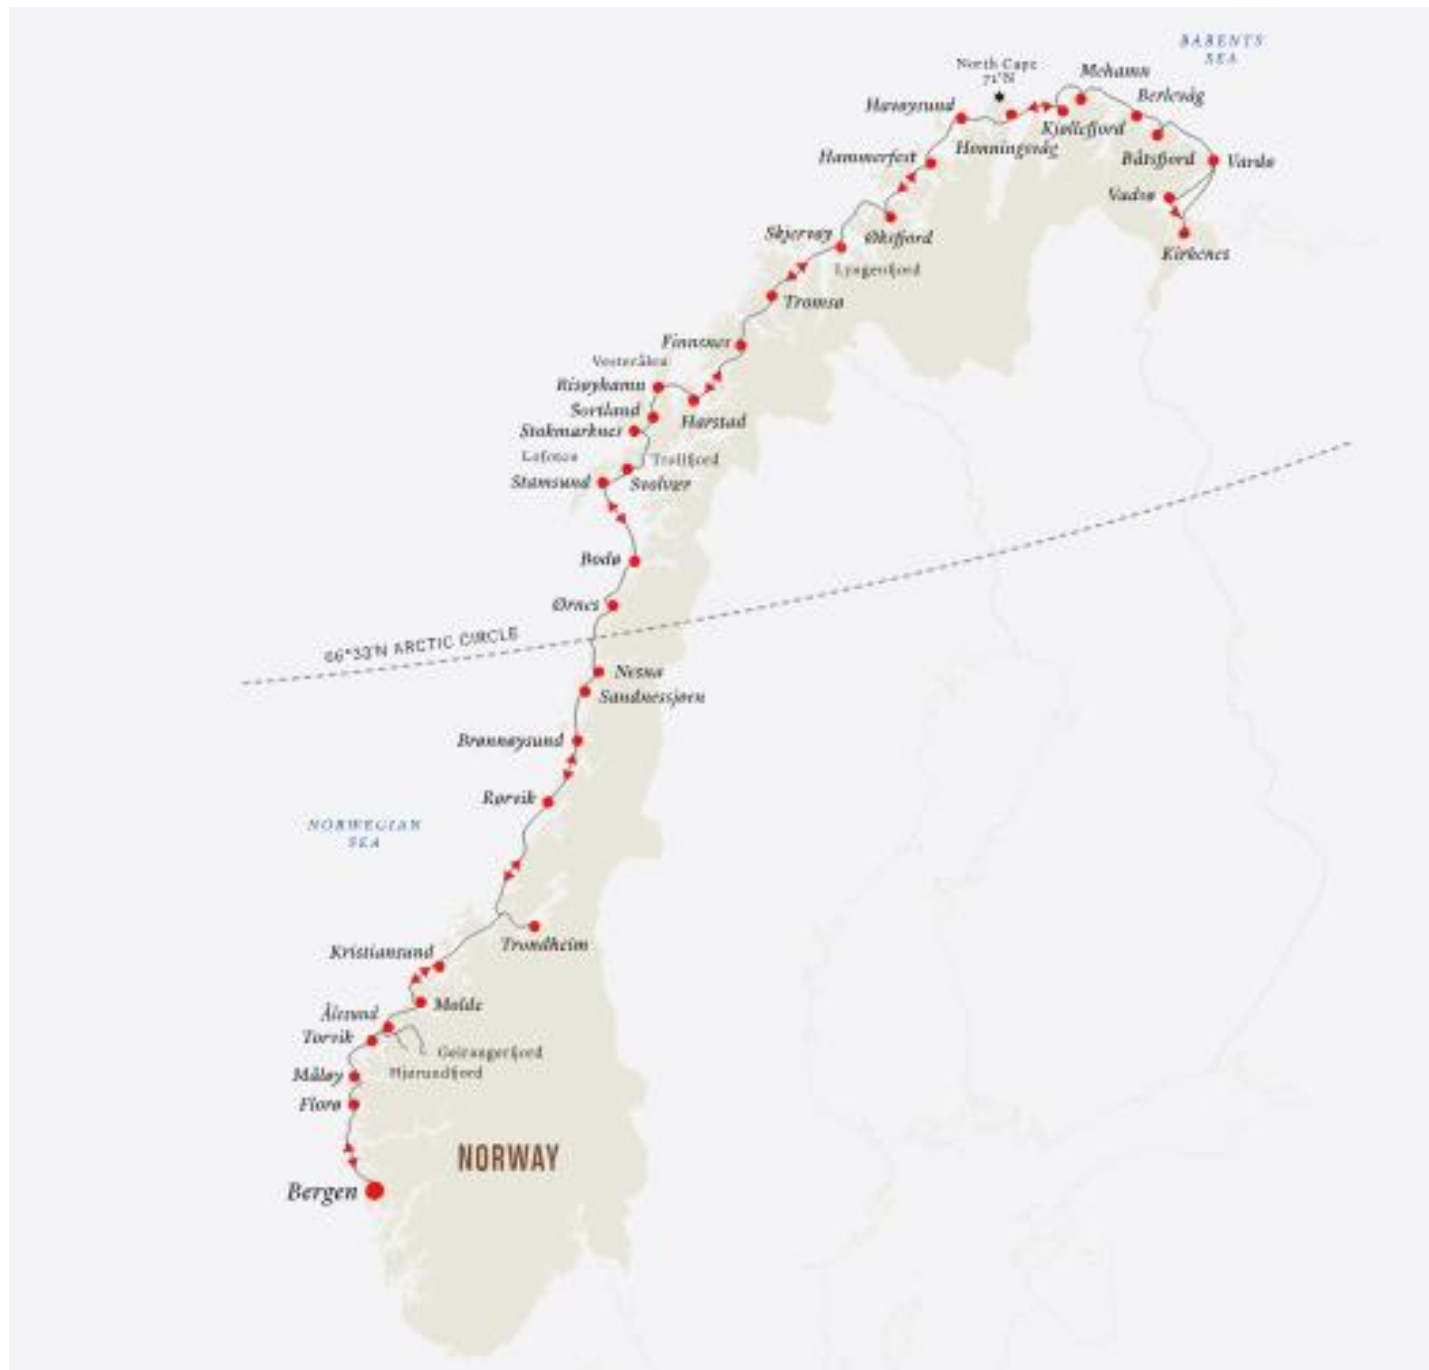 BARENTS
SEA
North Cape
71°N
Mehamn
Berlevåg
Havøysund
Kjøllefjord
Honningsvåg
Båtsfjord
Vardø
Hammerfest
Vadsø
Kirkenes
Skjervøy
Øksfjord
Lyngenfjord
Tromsø
Finnsnes
Vesterålen
Risøyhamn
Sortland
Harstad
Stokmarknes
Lofoten
Trollfjord
Stamsund
Svolvær
Bodø
Ørnes
66°33'N ARCTIC CIRCLE
Nesna
Sandnessjøen
Brønnøysund
Rørvik
NORWEGIAN
SEA
Trondheim
Kristiansund
Molde
Ålesund
Torvik
Geirangerfjord
Hjørundfjord
Måløy
Florø
NORWAY
Bergen